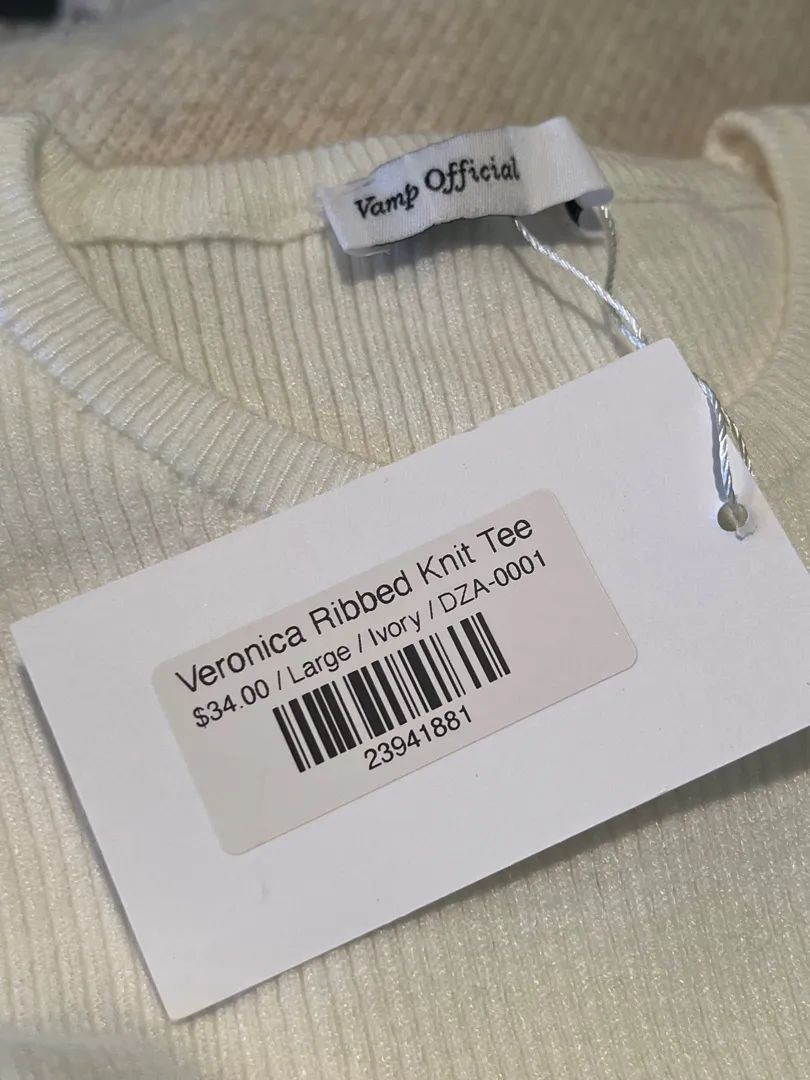 Vamp Official
Veronica Ribbed Knit Tee
$34.00 / Large / Ivory / DZA-0001
23941881